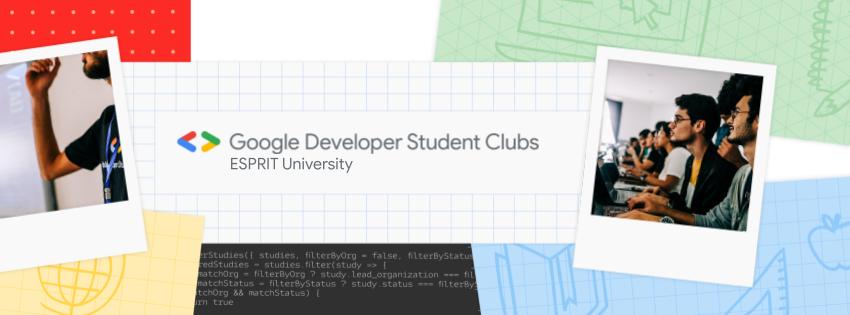 Google Developer Student Clubs
ESPRIT University
erStudies([ studies, filterByOrg = false, filterByStatus
redStudies = studies.filter(study => [
matchOrg = filterByOrg ? study.lead_organization === fil
matchStatus = filterByStatus ? study.status === filterBy
tchOrg && matchStatus) [
urn true